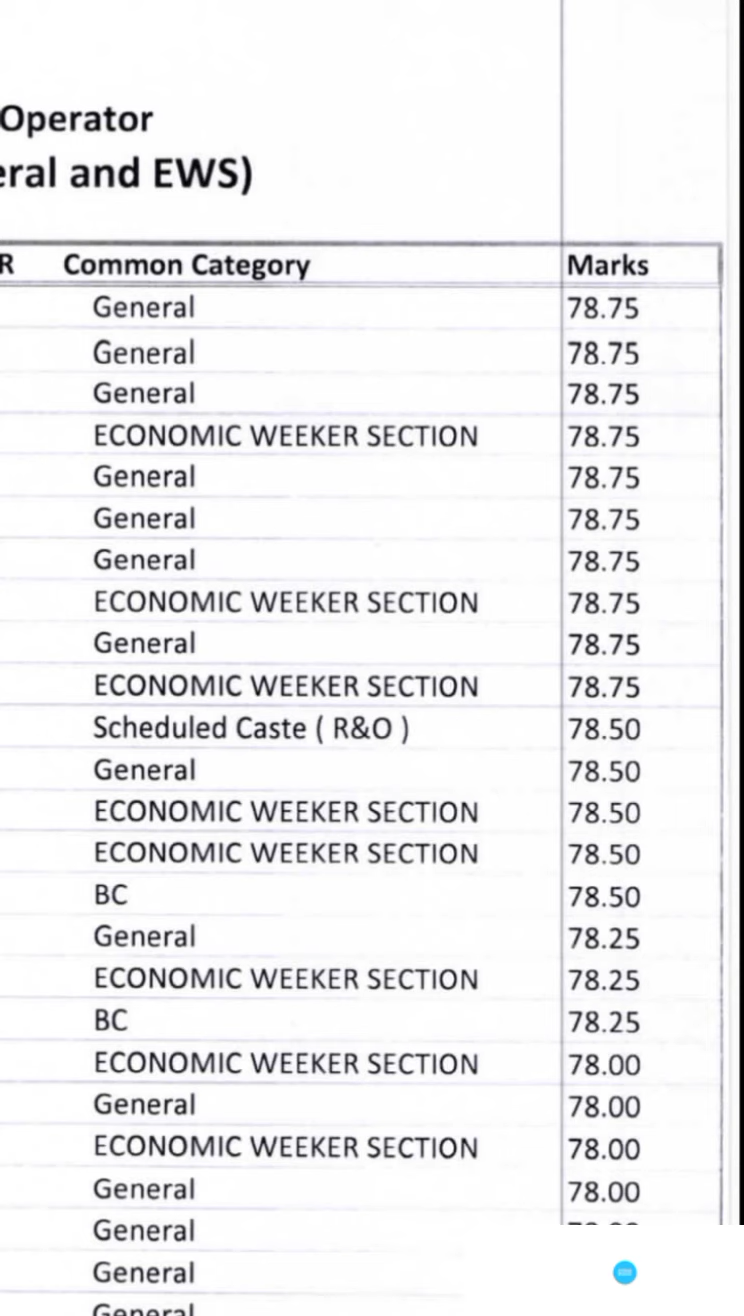 Operator
eral and EWS)
R Common Category Marks
General 78.75
General 78.75
General 78.75
ECONOMIC WEEKER SECTION 78.75
General 78.75
General 78.75
General 78.75
ECONOMIC WEEKER SECTION 78.75
General 78.75
ECONOMIC WEEKER SECTION 78.75
Scheduled Caste ( R&O ) 78.50
General 78.50
ECONOMIC WEEKER SECTION 78.50
ECONOMIC WEEKER SECTION 78.50
BC 78.50
General 78.25
ECONOMIC WEEKER SECTION 78.25
BC 78.25
ECONOMIC WEEKER SECTION 78.00
General 78.00
ECONOMIC WEEKER SECTION 78.00
General 78.00
General
General
General